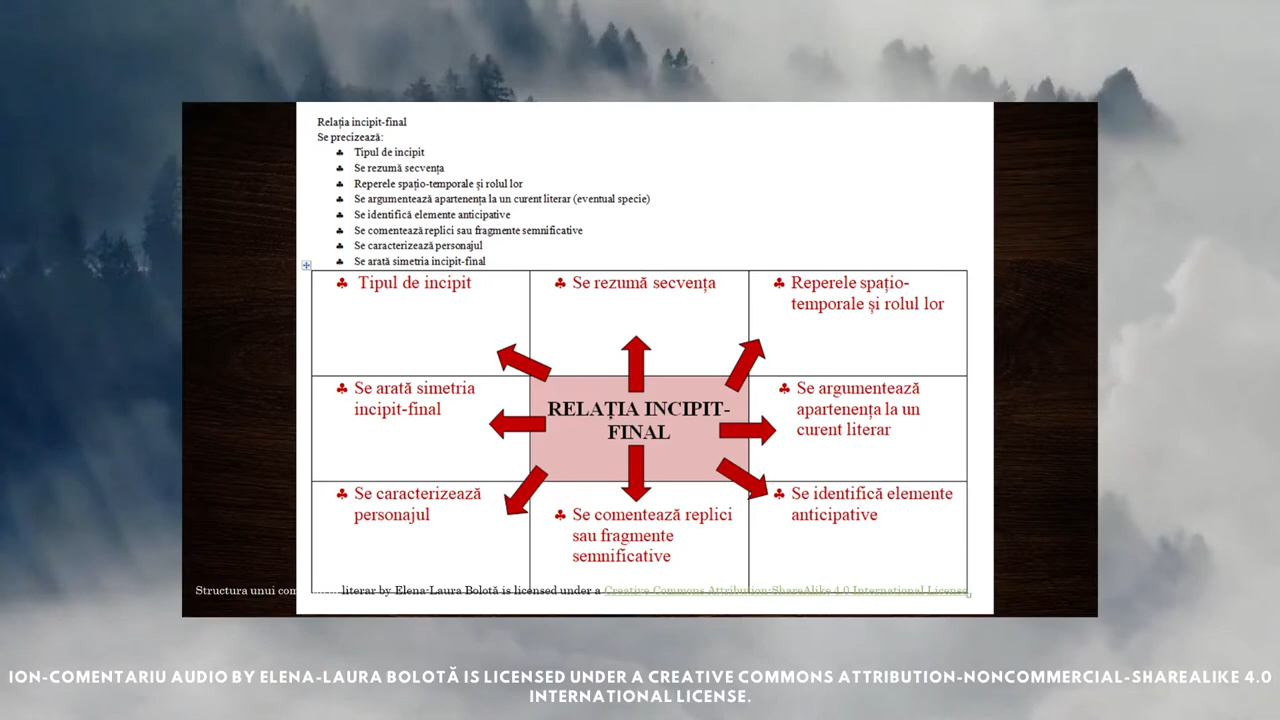 Relația incipit-final
Se precizează:
♣ Tipul de incipit
♣ Se rezumă secvența
♣ Reperele spațio-temporale și rolul lor
♣ Se argumentează apartenența la un curent literar (eventual specie)
♣ Se identifică elemente anticipative
♣ Se comentează replici sau fragmente semnificative
♣ Se caracterizează personajul
♣ Se arată simetria incipit-final
♣ Tipul de incipit
♣ Se rezumă secvența
♣ Reperele spațio-
temporale și rolul lor
♣ Se arată simetria
incipit-final
RELAȚIA INCIPIT-
FINAL
♣ Se argumentează
apartenența la un
curent literar
♣ Se caracterizează
personajul
♣ Se comentează replici
sau fragmente
semnificative
♣ Se identifică elemente
anticipative
Structura unui com literar by Elena-Laura Bolotă is licensed under a Creative Commons Attribution-ShareAlike 4.0 International License
ION-COMENTARIU AUDIO BY ELENA-LAURA BOLOTĂ IS LICENSED UNDER A CREATIVE COMMONS ATTRIBUTION-NONCOMMERCIAL-SHAREALIKE 4.0
INTERNATIONAL LICENSE.